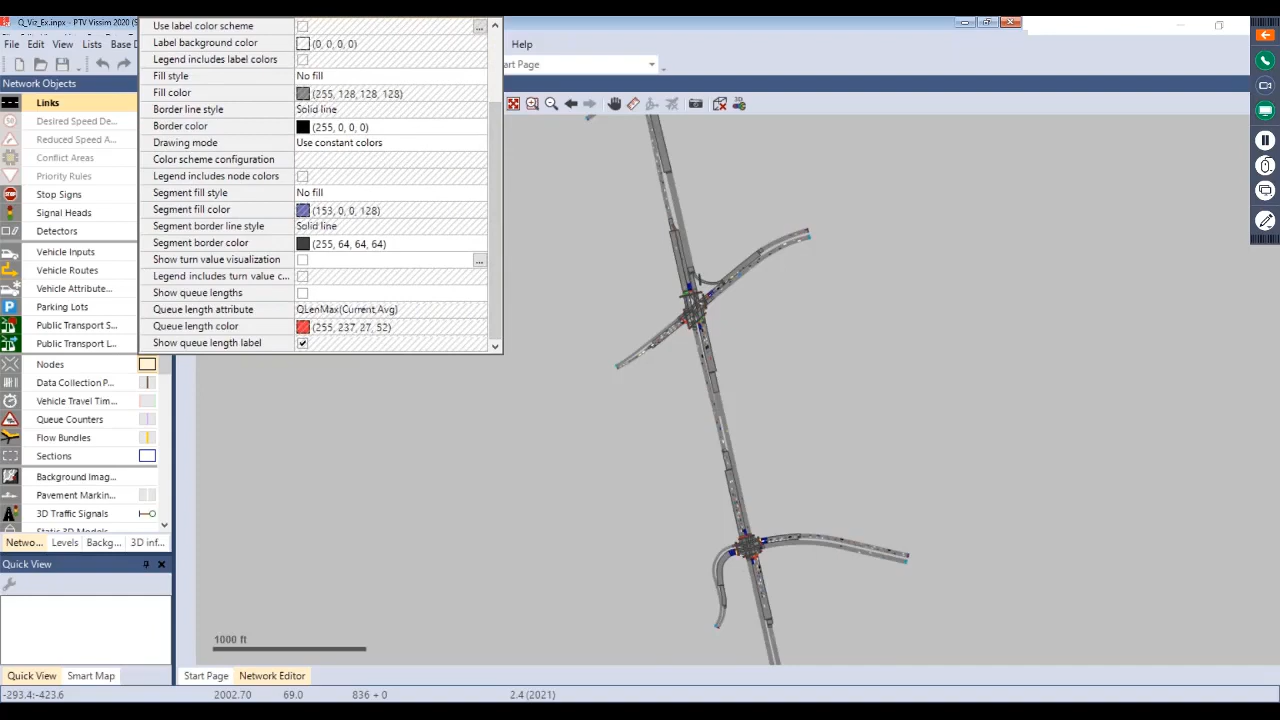 Q_Viz_Ex.inpx - PTV Vissim 2020 (S
File Edit View Lists Base D
Help
art Page
Network Objects
Links
Desired Speed De...
Reduced Speed A...
Conflict Areas
Priority Rules
Stop Signs
Signal Heads
Detectors
Vehicle Inputs
Vehicle Routes
Vehicle Attribute...
Parking Lots
Public Transport S...
Public Transport L...
Nodes
Data Collection P...
Vehicle Travel Tim...
Queue Counters
Flow Bundles
Sections
Background Imag...
Pavement Markin...
3D Traffic Signals
Static 3D Models
Netwo... Levels Backg... 3D inf...
Quick View
Quick View Smart Map
Use label color scheme ...
Label background color (0, 0, 0, 0)
Legend includes label colors
Fill style No fill
Fill color (255, 128, 128, 128)
Border line style Solid line
Border color (255, 0, 0, 0)
Drawing mode Use constant colors
Color scheme configuration
Legend includes node colors
Segment fill style No fill
Segment fill color (153, 0, 0, 128)
Segment border line style Solid line
Segment border color (255, 64, 64, 64)
Show turn value visualization ...
Legend includes turn value c...
Show queue lengths
Queue length attribute QLenMax(Current,Avg)
Queue length color (255, 237, 27, 52)
Show queue length label
1000 ft
Start Page Network Editor
-293.4:-423.6 2002.70 69.0 836 + 0 2.4 (2021)